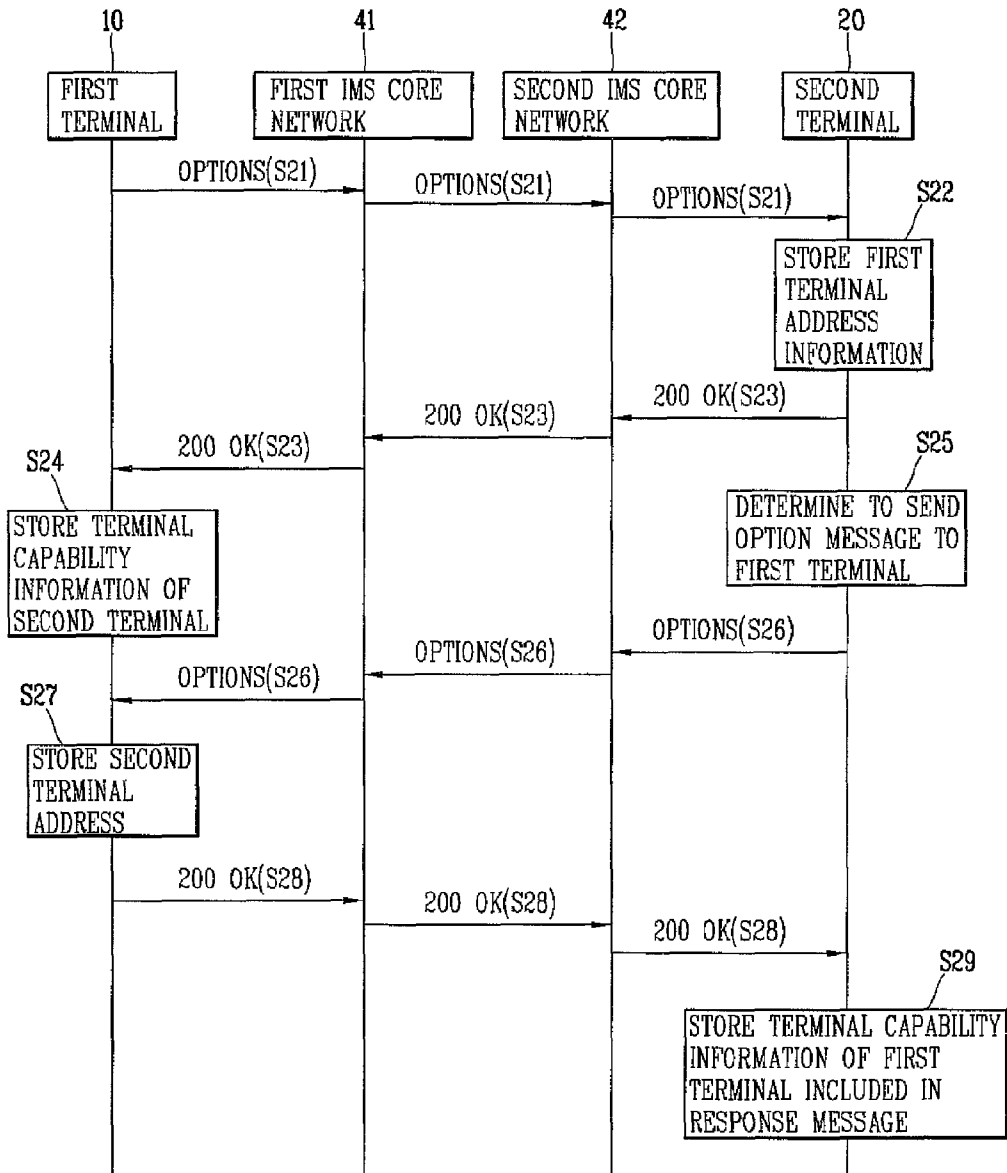 10
41
42
20
FIRST
TERMINAL
FIRST IMS CORE
NETWORK
SECOND IMS CORE
NETWORK
SECOND
TERMINAL
OPTIONS(S21)
OPTIONS(S21)
OPTIONS(S21)
S22
STORE FIRST
TERMINAL
ADDRESS
INFORMATION
200 OK(S23)
200 OK(S23)
200 OK(S23)
S24
STORE TERMINAL
CAPABILITY
INFORMATION OF
SECOND TERMINAL
S25
DETERMINE TO SEND
OPTION MESSAGE TO
FIRST TERMINAL
OPTIONS(S26)
OPTIONS(S26)
OPTIONS(S26)
S27
STORE SECOND
TERMINAL
ADDRESS
200 OK(S28)
200 OK(S28)
200 OK(S28)
S29
STORE TERMINAL CAPABILITY
INFORMATION OF FIRST
TERMINAL INCLUDED IN
RESPONSE MESSAGE